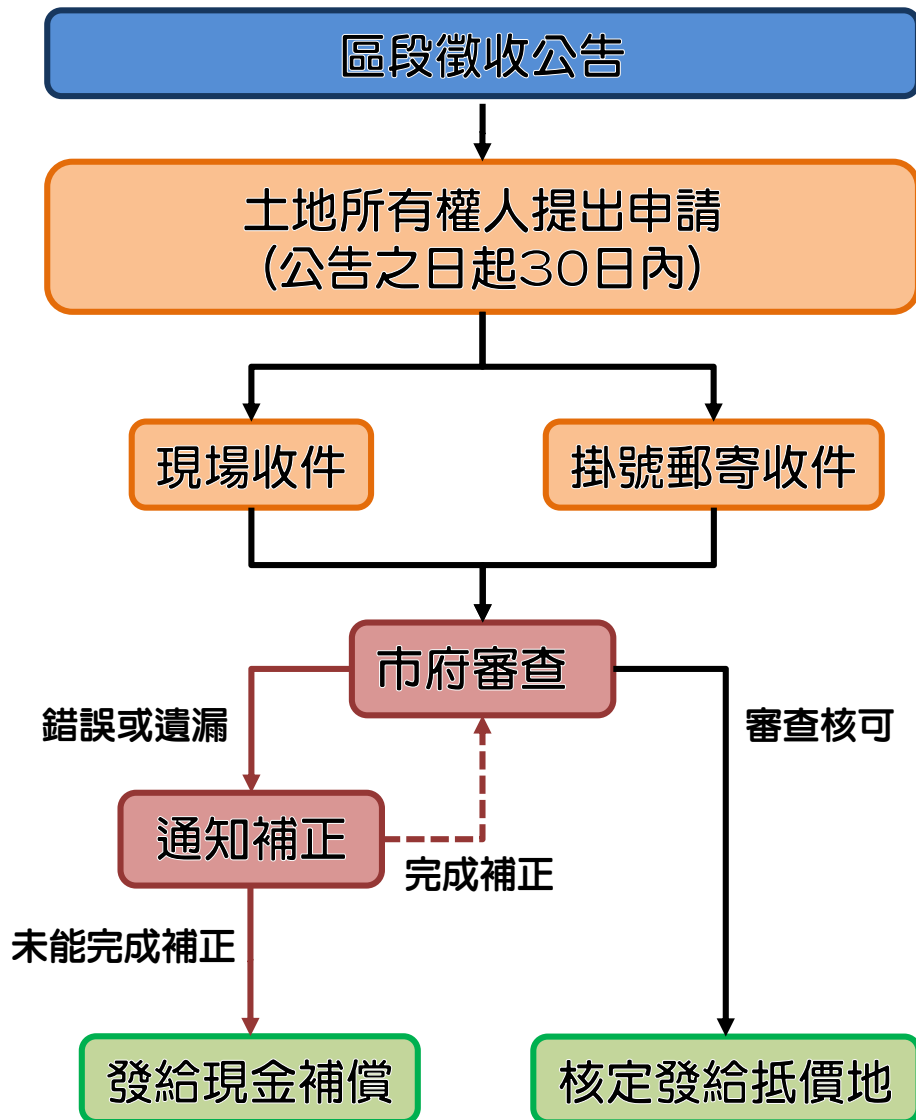 區段徵收公告
土地所有權人提出申請
(公告之日起30日內)
現場收件
掛號郵寄收件
市府審查
錯誤或遺漏
審查核可
通知補正
完成補正
未能完成補正
發給現金補償
核定發給抵價地